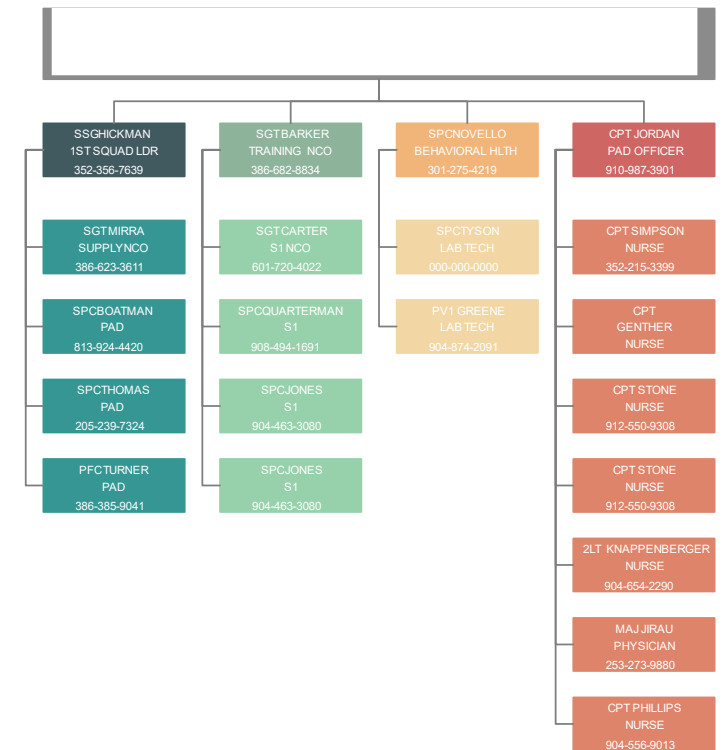 SSGHICKMAN
1ST SQUAD LDR
352-356-7639
SGTMIRRA
SUPPLYNCO
386-623-3611
SPCBOATMAN
PAD
813-924-4420
SPCTHOMAS
PAD
205-239-7324
PFCTURNER
PAD
386-385-9041
SGTBARKER
TRAINING NCO
386-682-8834
SGTCARTER
S1NCO
601-720-4022
SPCQUARTERMAN
S1
908-494-1691
SPCJONES
S1
904-463-3080
SPCJONES
S1
904-463-3080
SPCNOVELLO
BEHAVIORAL HLTH
301-275-4219
SPCTYSON
LAB TECH
000-000-0000
PV1 GREENE
LAB TECH
904-874-2091
CPT JORDAN
PAD OFFICER
910-987-3901
CPT SIMPSON
NURSE
352-215-3399
CPT
GENTHER
NURSE
CPT STONE
NURSE
912-550-9308
CPT STONE
NURSE
912-550-9308
2LT KNAPPENBERGER
NURSE
904-654-2290
MAJ JIRAU
PHYSICIAN
253-273-9880
CPT PHILLIPS
NURSE
904-556-9013